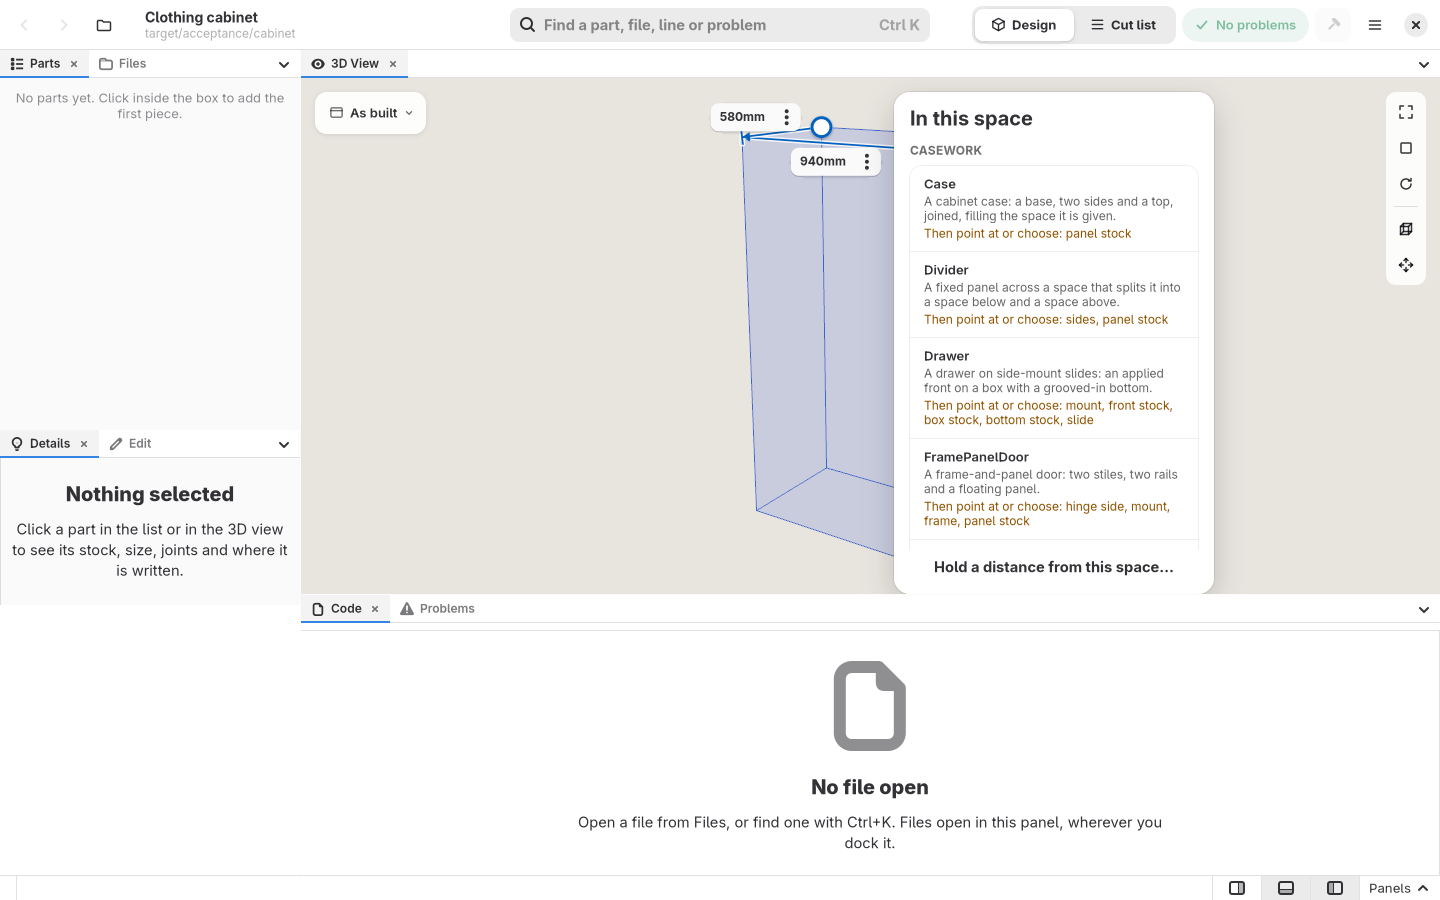 Clothing cabinet
target/acceptance/cabinet
Find a part, file, line or problem
Ctrl K
Design
Cut list
No problems
Parts
Files
No parts yet. Click inside the box to add the
first piece.
Details
Edit
Nothing selected
Click a part in the list or in the 3D view
to see its stock, size, joints and where it
is written.
3D View
As built
580mm
940mm
In this space
CASEWORK
Case
A cabinet case: a base, two sides and a top,
joined, filling the space it is given.
Then point at or choose: panel stock
Divider
A fixed panel across a space that splits it into
a space below and a space above.
Then point at or choose: sides, panel stock
Drawer
A drawer on side-mount slides: an applied
front on a box with a grooved-in bottom.
Then point at or choose: mount, front stock,
box stock, bottom stock, slide
FramePanelDoor
A frame-and-panel door: two stiles, two rails
and a floating panel.
Then point at or choose: hinge side, mount,
frame, panel stock
Hold a distance from this space...
Code
Problems
No file open
Open a file from Files, or find one with Ctrl+K. Files open in this panel, wherever you
dock it.
Panels